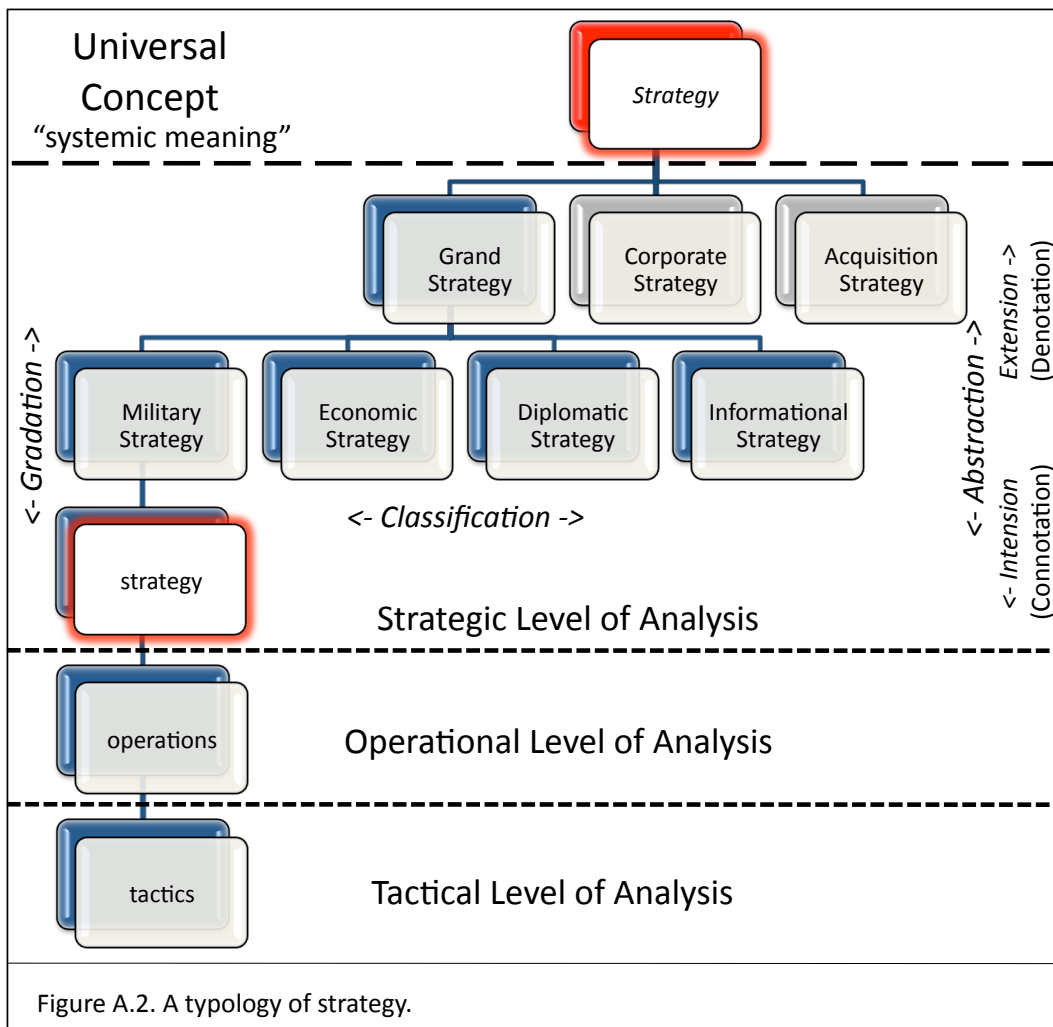 Universal
Concept
“systemic meaning”
Strategy
Grand
Strategy
Corporate
Strategy
Acquisition
Strategy
Military
Strategy
Economic
Strategy
Diplomatic
Strategy
Informational
Strategy
<- Gradation ->
<- Classification ->
<- Abstraction ->
Extension ->
(Denotation)
<- Intension
(Connotation)
strategy
Strategic Level of Analysis
operations
Operational Level of Analysis
tactics
Tactical Level of Analysis
Figure A.2. A typology of strategy.